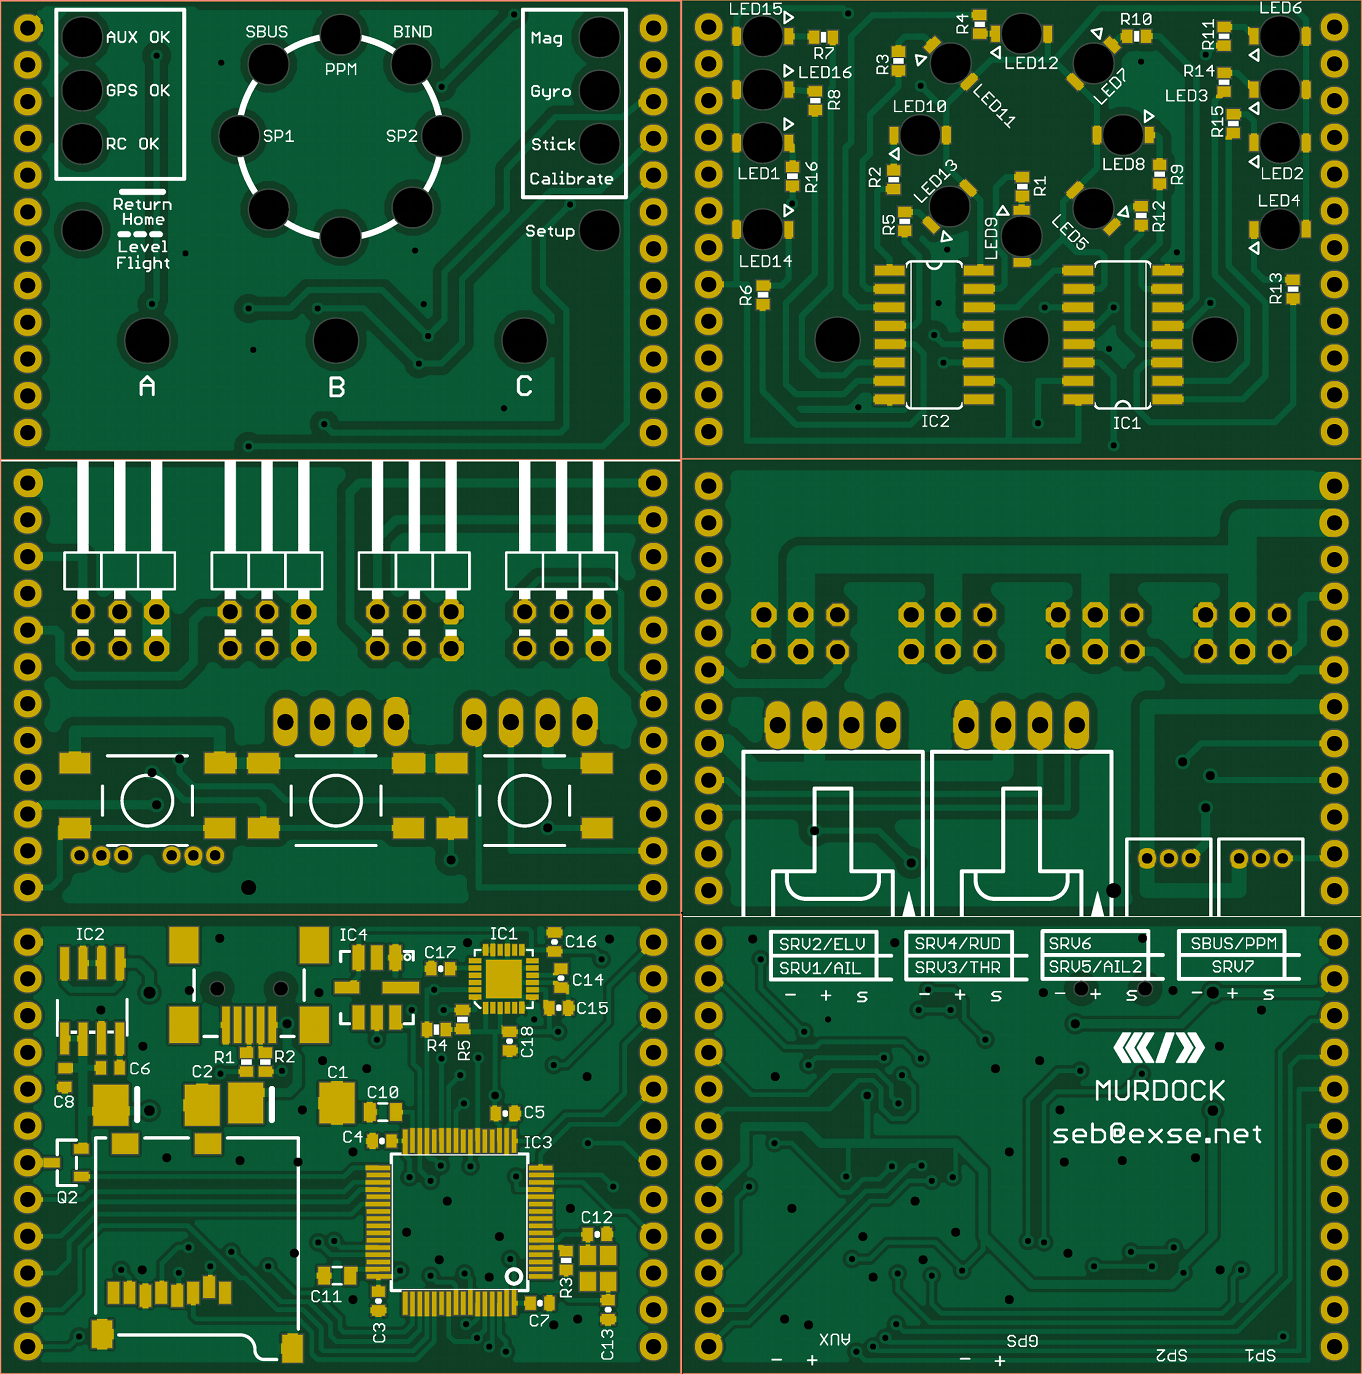 AUX OK
GPS OK
RC OK
Return
Home
Level
Flight
SBUS
PPM
BIND
SP1
SP2
Mag
Gyro
Stick
Calibrate
Setup
A
B
C
LED15
R7
LED16
R8
LED1
R16
LED14
R6
R3
R4
LED12
LED11
LED10
R2
LED13
R5
R1
LED9
LED7
R10
LED8
R9
LED5
R12
R11
LED6
R14
LED3
R15
LED2
LED4
R13
IC2
IC1
IC2
IC4
C17
IC1
C16
C14
C15
R4
R5
C18
R1
R2
C6
C8
C2
C1
C10
C5
C4
IC3
Q2
C12
R3
C11
C3
C7
C13
SRV2/ELV
SRV1/AIL
- + S
SRV4/RUD
SRV3/THR
- + S
SRV6
SRV5/AIL2
- + S
SBUS/PPM
SRV7
- + S
MURDOCK
seb@exse.net
AUX
- +
GPS
- +
SP2
SP1